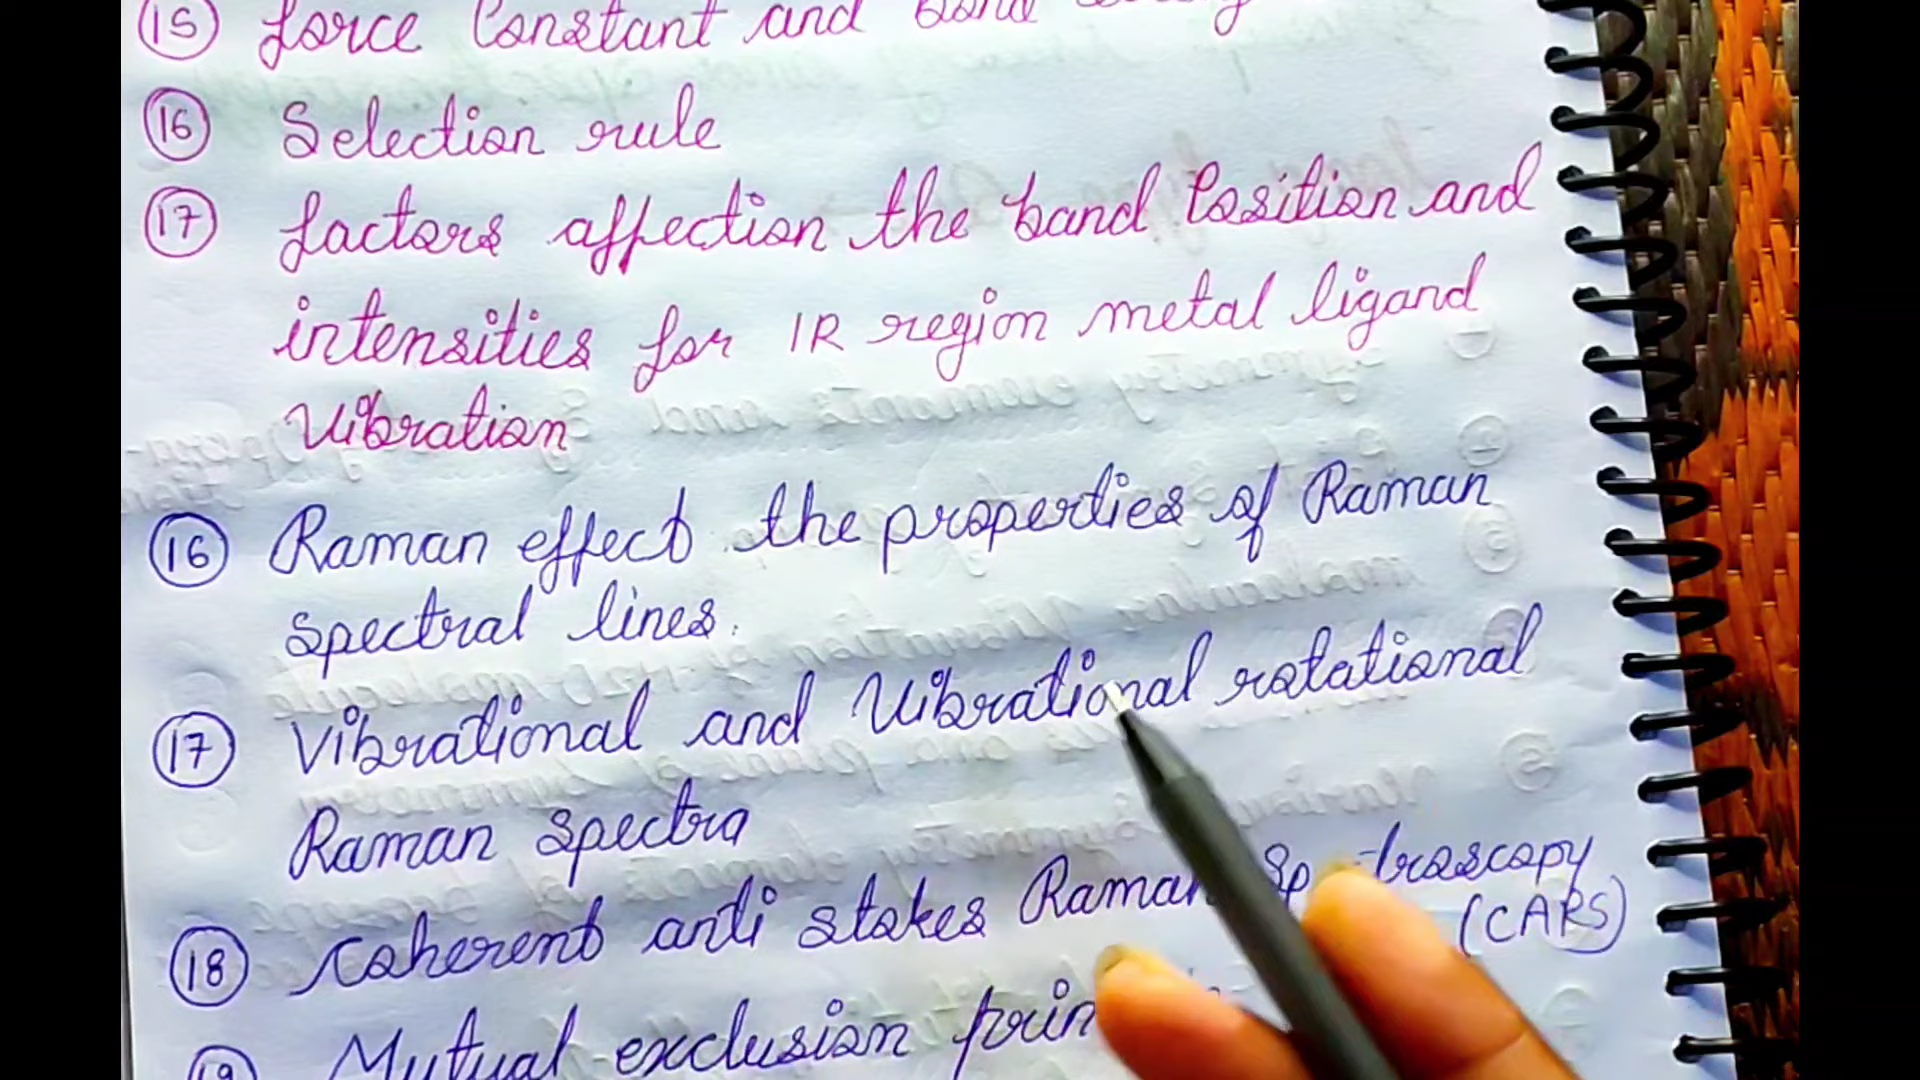 15 force Constant and bond
16 Selection rule
17 factors affection the band Position and
intensities for IR region metal ligand
Vibration
16 Raman effect the properties of Raman
spectral lines.
17 Vibrational and Vibrational rotational
Raman spectra
18 coherent anti stokes Raman
(CARS)
19 Mutual exclusion